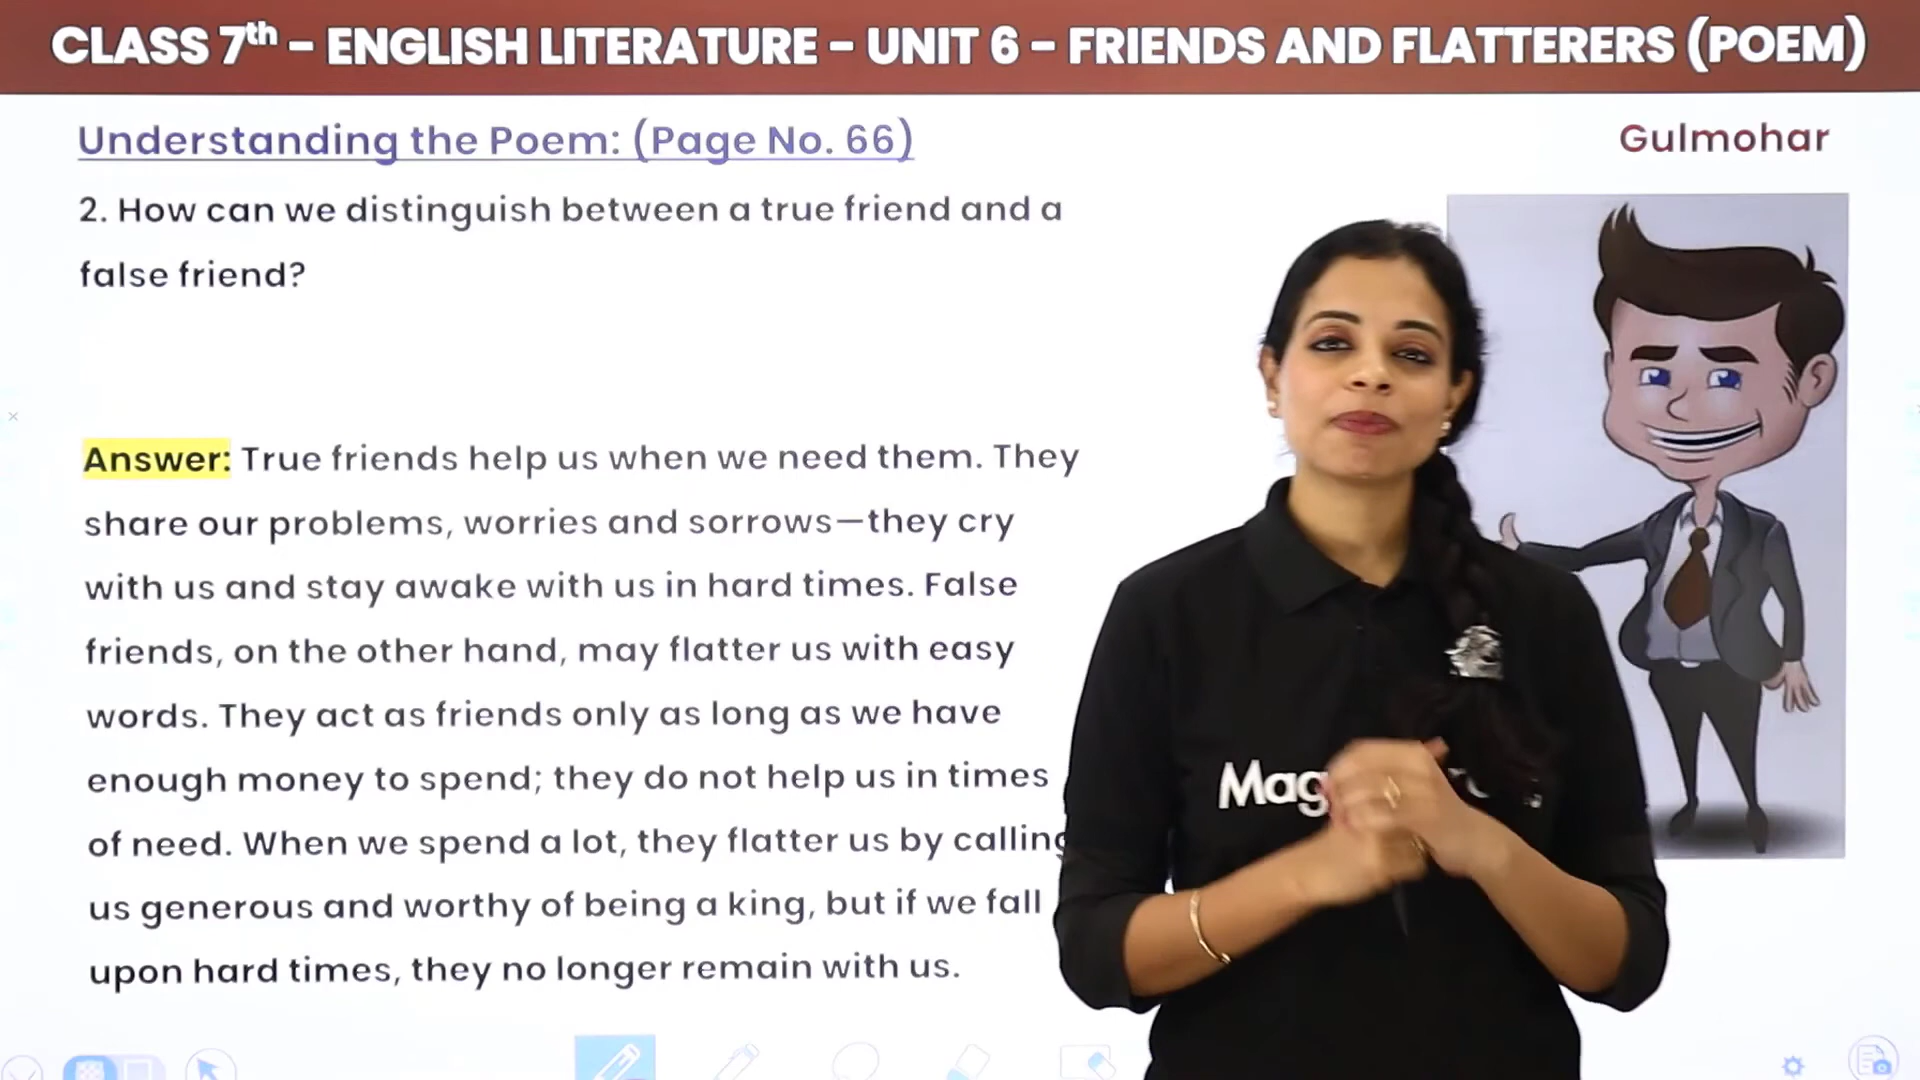 CLASS 7th – ENGLISH LITERATURE – UNIT 6 – FRIENDS AND FLATTERERS (POEM)
Understanding the Poem: (Page No. 66)
Gulmohar
2. How can we distinguish between a true friend and a
false friend?
Answer: True friends help us when we need them. They
share our problems, worries and sorrows—they cry
with us and stay awake with us in hard times. False
friends, on the other hand, may flatter us with easy
words. They act as friends only as long as we have
enough money to spend; they do not help us in times
of need. When we spend a lot, they flatter us by calling
us generous and worthy of being a king, but if we fall
upon hard times, they no longer remain with us.